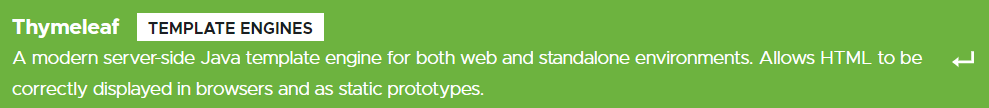 Thymeleaf TEMPLATE ENGINES
A modern server-side Java template engine for both web and standalone environments. Allows HTML to be
correctly displayed in browsers and as static prototypes.